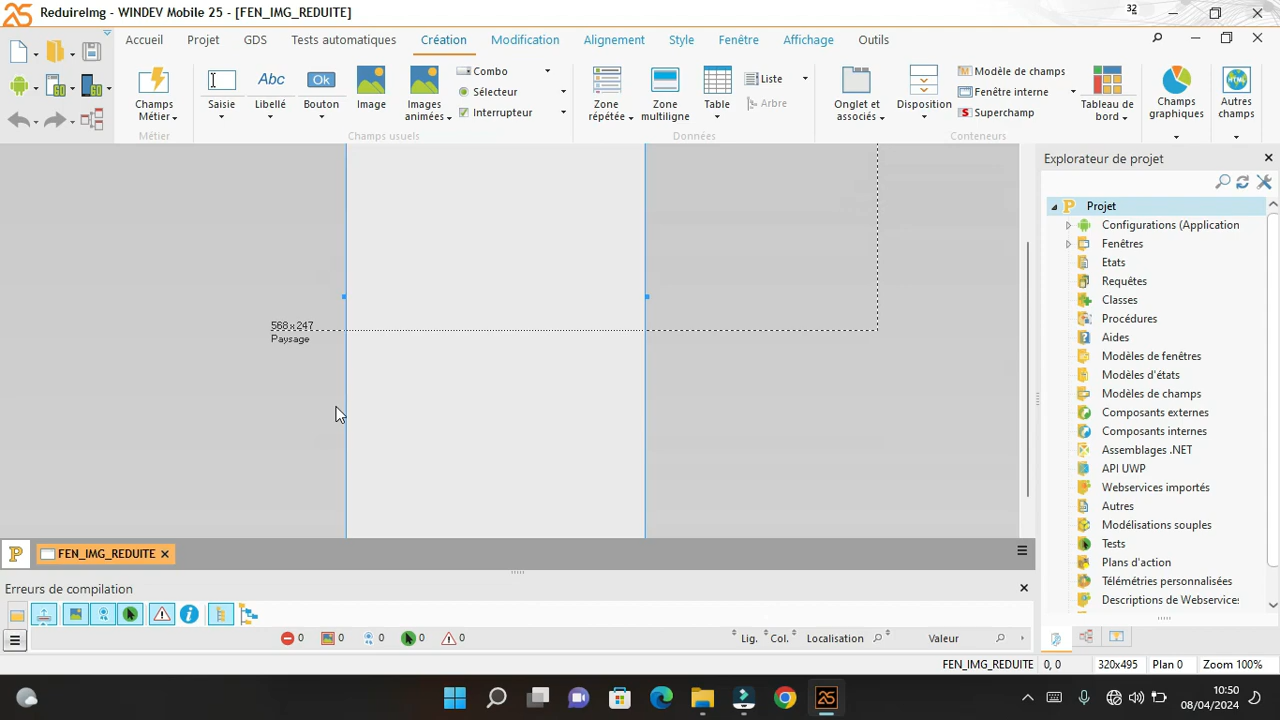 ReduireImg - WINDEV Mobile 25 - [FEN_IMG_REDUITE]
32
Accueil Projet GDS Tests automatiques Création Modification Alignement Style Fenêtre Affichage Outils
Champs Métier
Métier
Saisie
Abc Libellé
Ok Bouton
Image
Images animées
Combo
Sélecteur
Interrupteur
Champs usuels
Zone répétée
Zone multiligne
Table
Liste
Arbre
Données
Onglet et associés
Disposition
Modèle de champs
Fenêtre interne
Superchamp
Tableau de bord
Conteneurs
Champs graphiques
HTML
Autres champs
568x247
Paysage
Explorateur de projet
Projet
Configurations (Application
Fenêtres
Etats
Requêtes
Classes
Procédures
Aides
Modèles de fenêtres
Modèles d'états
Modèles de champs
Composants externes
Composants internes
Assemblages .NET
API UWP
Webservices importés
Autres
Modélisations souples
Tests
Plans d'action
Télémétries personnalisées
Descriptions de Webservice
FEN_IMG_REDUITE
Erreurs de compilation
0 0 0 0 0 Lig. Col. Localisation Valeur
FEN_IMG_REDUITE 0, 0 320x495 Plan 0 Zoom 100%
10:50
08/04/2024